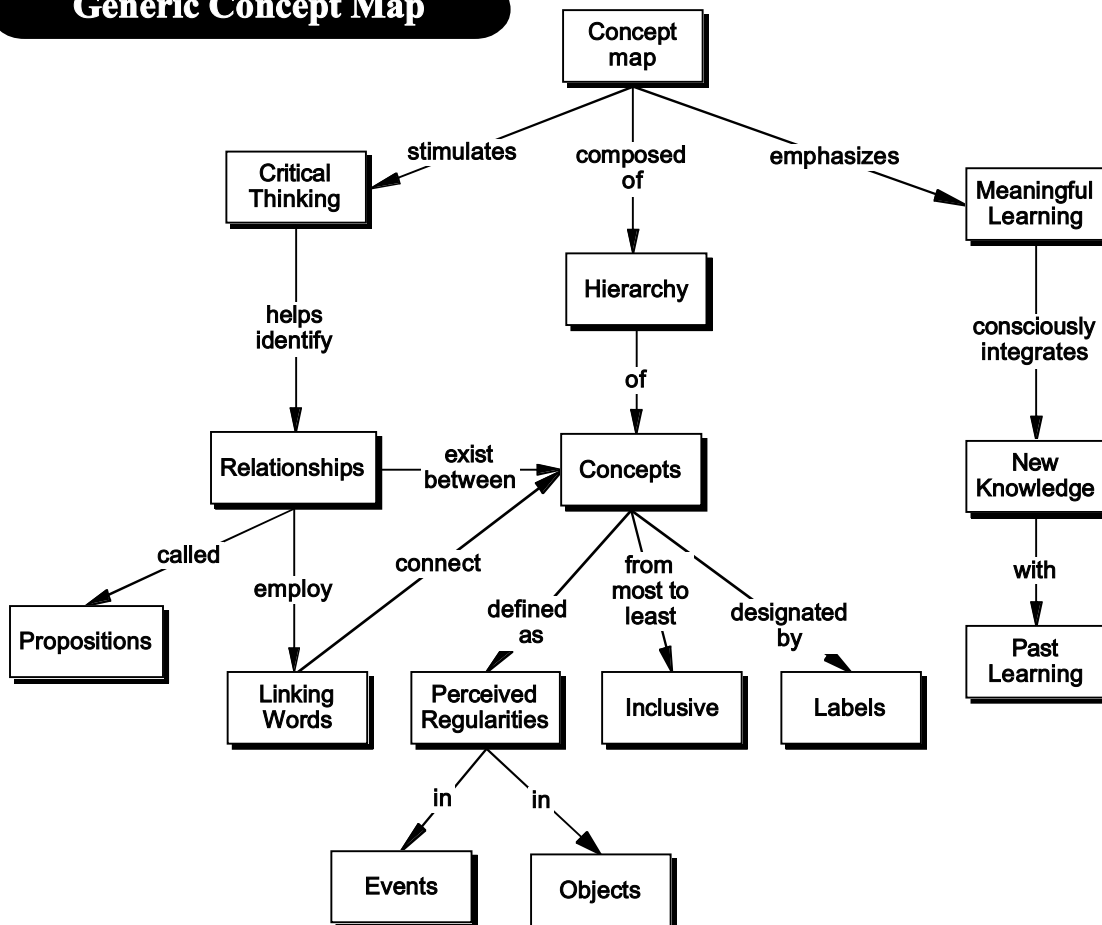 Generic Concept Map
Concept
map
stimulates
composed
of
emphasizes
Critical
Thinking
Meaningful
Learning
Hierarchy
helps
identify
consciously
integrates
of
Relationships
exist
between
Concepts
New
Knowledge
called
employ
connect
from
most to
least
with
defined
as
designated
by
Propositions
Past
Learning
Linking
Words
Perceived
Regularities
Inclusive
Labels
in
in
Events
Objects